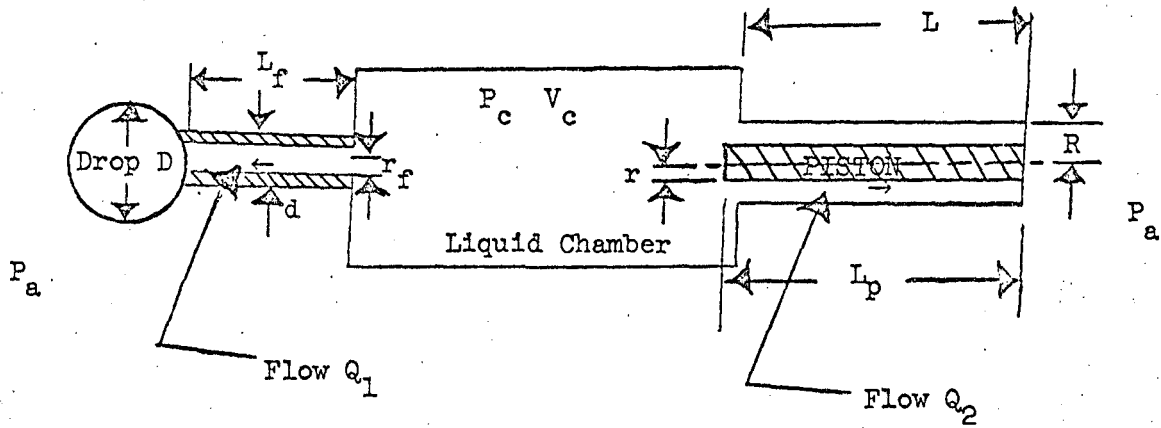 L
L_f
P_c V_c
Drop D
r_f
r
PISTON
R
d
P_a
Liquid Chamber
P_a
L_p
Flow Q_1
Flow Q_2